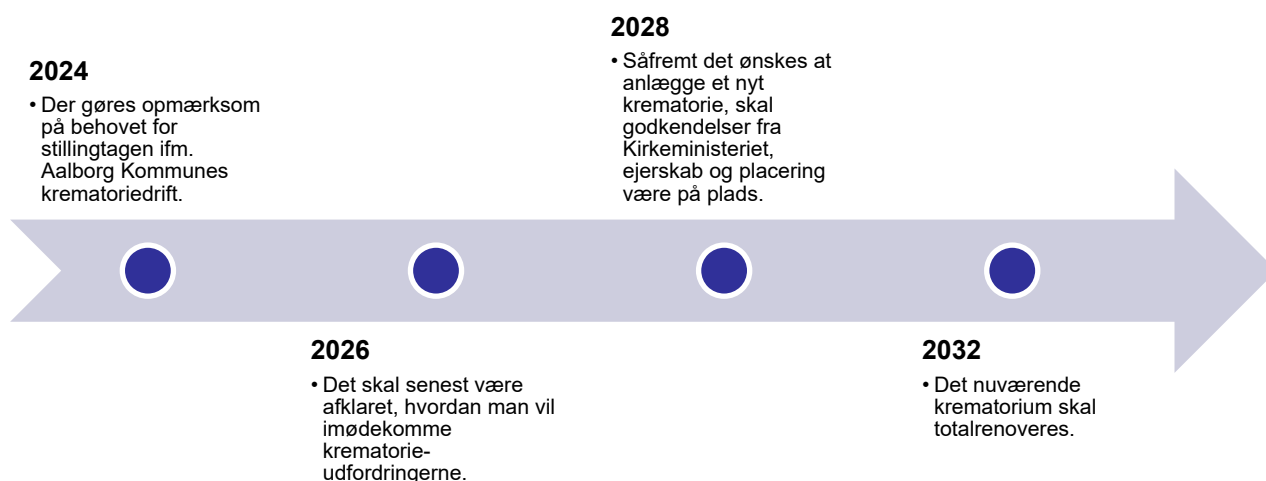 2024
• Der gøres opmærksom
på behovet for
stillingtagen ifm.
Aalborg Kommunes
krematoriedrift.
2026
• Det skal senest være
afklaret, hvordan man vil
imødekomme
krematorie-
udfordringerne.
2028
• Såfremt det ønskes at
anlægge et nyt
krematorie, skal
godkendelser fra
Kirkeministeriet,
ejerskab og placering
være på plads.
2032
• Det nuværende
krematorium skal
totalrenoveres.